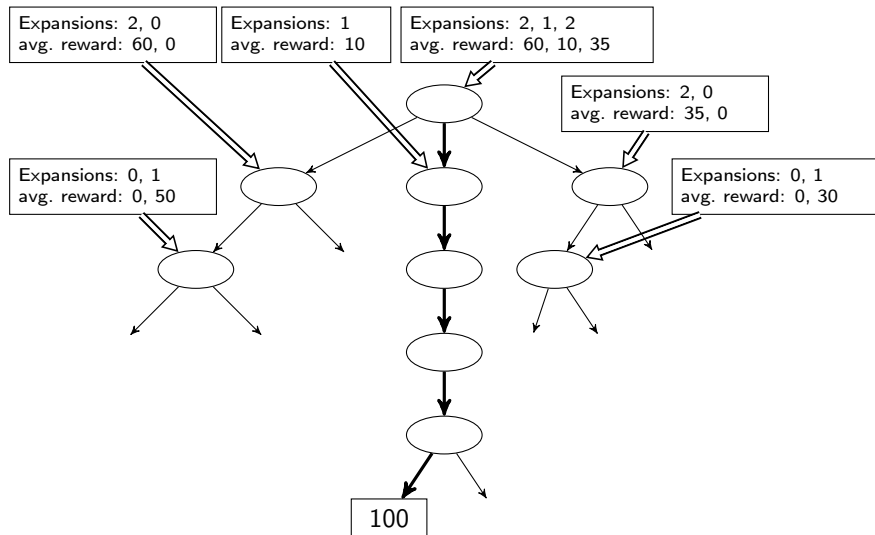 Expansions: 2, 0
avg. reward: 60, 0
Expansions: 1
avg. reward: 10
Expansions: 2, 1, 2
avg. reward: 60, 10, 35
Expansions: 2, 0
avg. reward: 35, 0
Expansions: 0, 1
avg. reward: 0, 50
Expansions: 0, 1
avg. reward: 0, 30
100